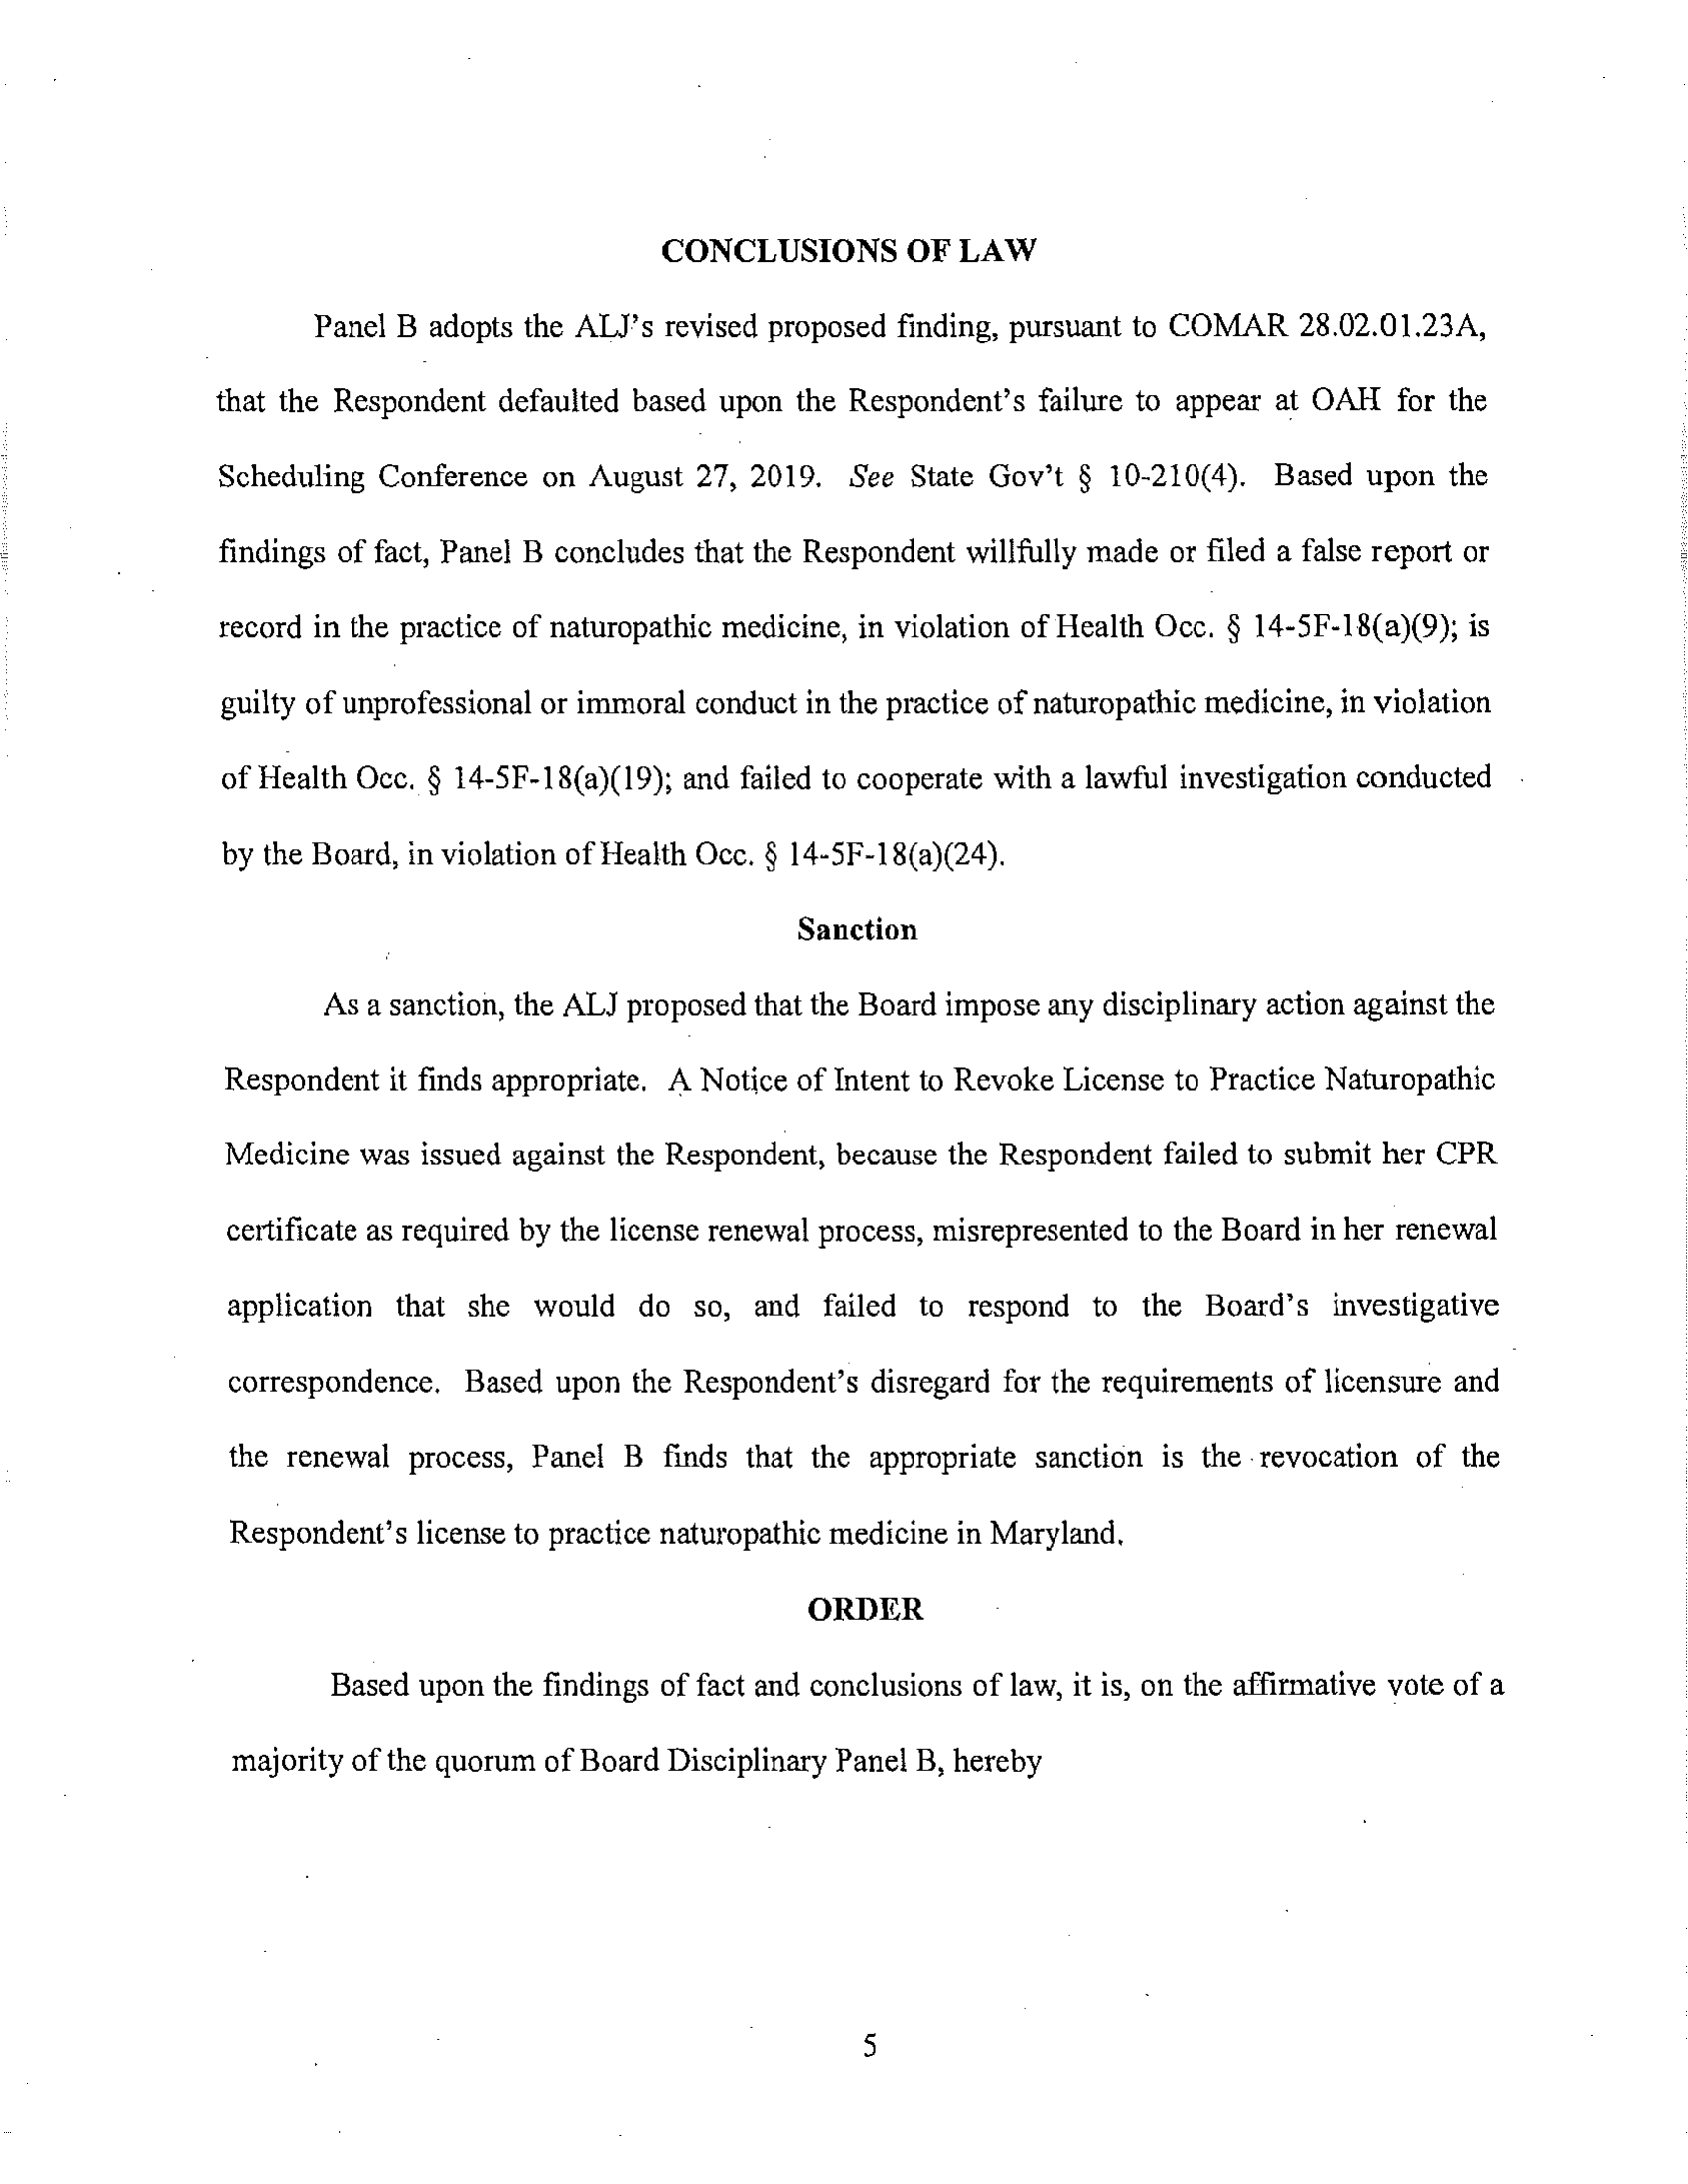 CONCLUSIONS OF LAW
Panel B adopts the ALJ's revised proposed finding, pursuant to COMAR 28.02.01.23A,
that the Respondent defaulted based upon the Respondent's failure to appear at OAH for the
Scheduling Conference on August 27, 2019. See State Gov't § 10-210(4). Based upon the
findings of fact, Panel B concludes that the Respondent willfully made or filed a false report or
record in the practice of naturopathic medicine, in violation of Health Occ. § 14-5F-18(a)(9); is
guilty of unprofessional or immoral conduct in the practice of naturopathic medicine, in violation
of Health Occ. § 14-5F-18(a)(19); and failed to cooperate with a lawful investigation conducted
by the Board, in violation of Health Occ. § 14-5F-18(a)(24).
Sanction
As a sanction, the ALJ proposed that the Board impose any disciplinary action against the
Respondent it finds appropriate. A Notice of Intent to Revoke License to Practice Naturopathic
Medicine was issued against the Respondent, because the Respondent failed to submit her CPR
certificate as required by the license renewal process, misrepresented to the Board in her renewal
application that she would do so, and failed to respond to the Board's investigative
correspondence. Based upon the Respondent's disregard for the requirements of licensure and
the renewal process, Panel B finds that the appropriate sanction is the revocation of the
Respondent's license to practice naturopathic medicine in Maryland.
ORDER
Based upon the findings of fact and conclusions of law, it is, on the affirmative vote of a
majority of the quorum of Board Disciplinary Panel B, hereby
5